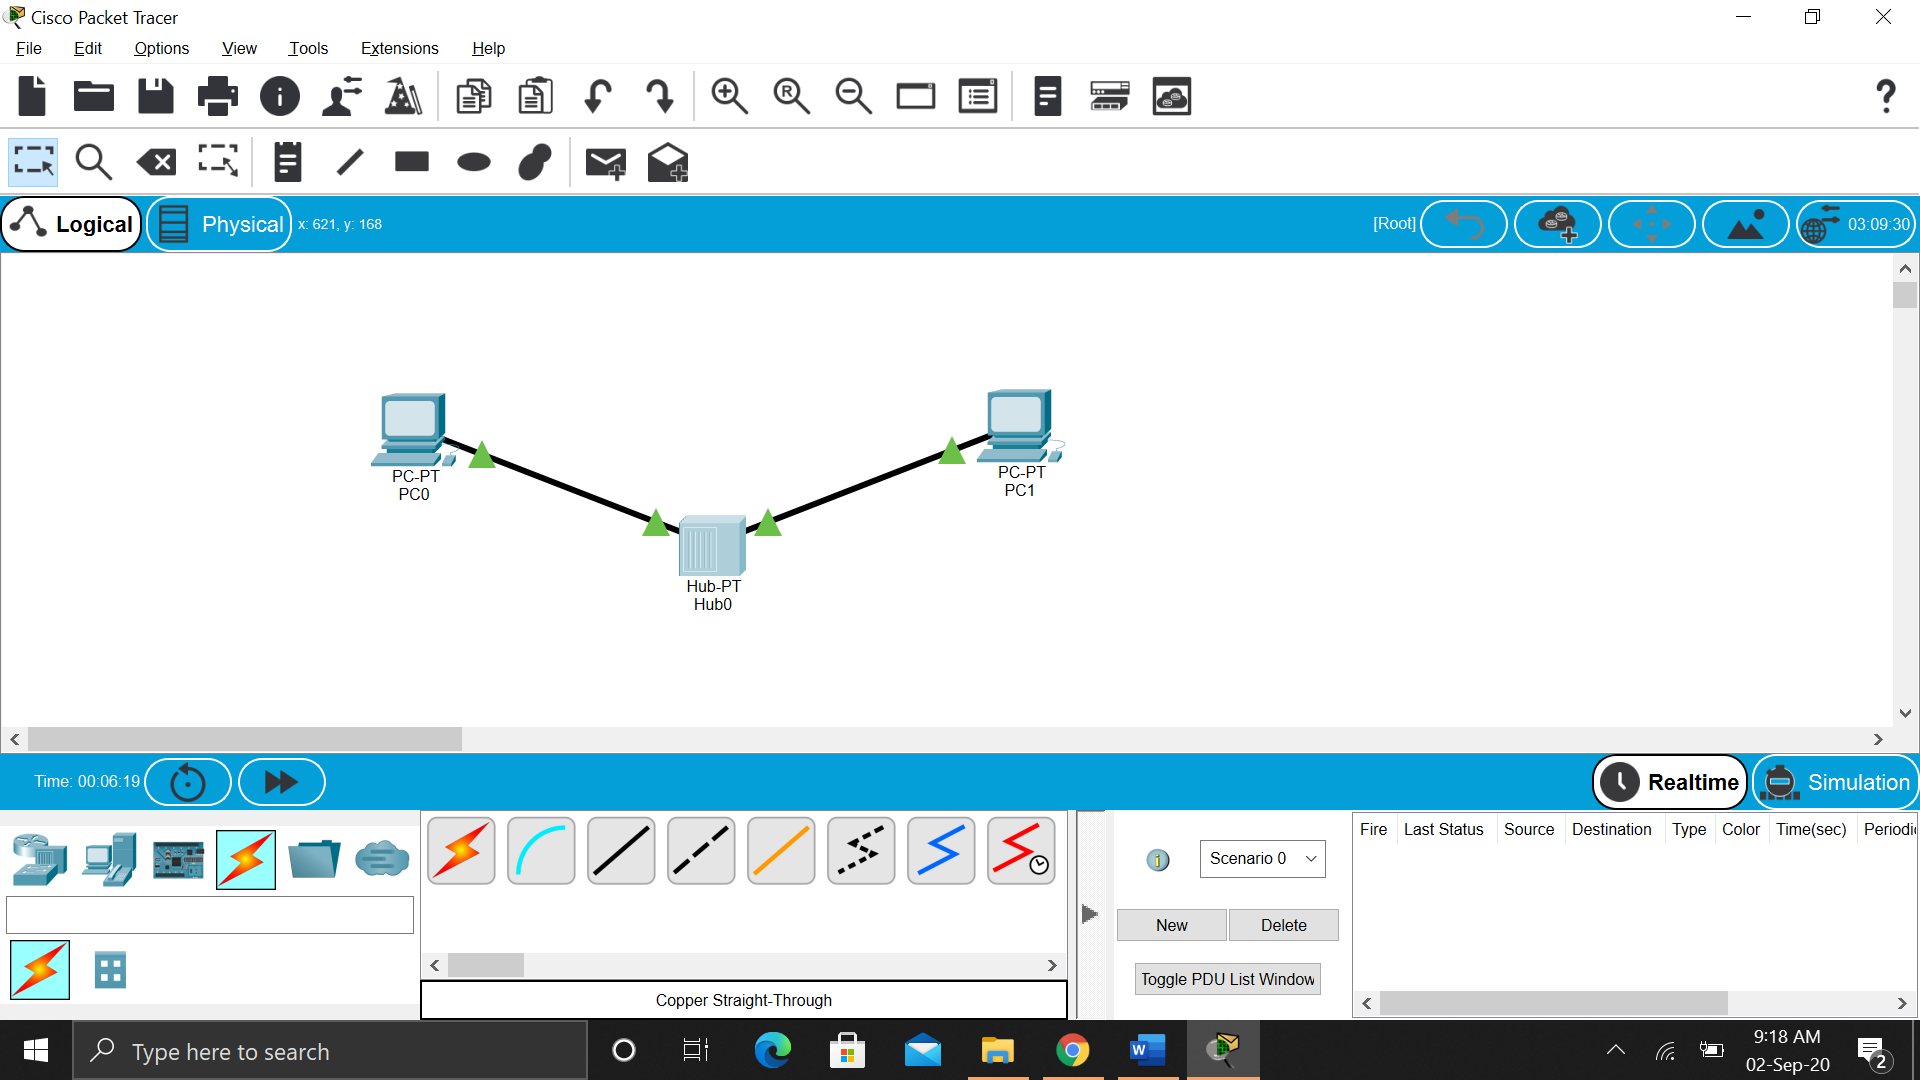 Cisco Packet Tracer
File Edit Options View Tools Extensions Help
Logical Physical x: 621, y: 168 [Root] 03:09:30
PC-PT
PC0
PC-PT
PC1
Hub-PT
Hub0
Time: 00:06:19 Realtime Simulation
Fire Last Status Source Destination Type Color Time(sec) Periodi
Scenario 0
New Delete
Toggle PDU List Window
Copper Straight-Through
Type here to search
9:18 AM
02-Sep-20
2